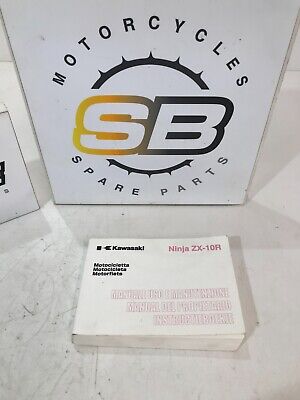 MOTORCYCLES
SB
SPARE PARTS
Kawasaki
Ninja ZX-10R
Motocicletta
Motocicleta
Motorfiets
MANUALE USO E MANUTENZIONE
MANUAL DEL PROPIETARIO
INSTRUCTIEBOEKJE